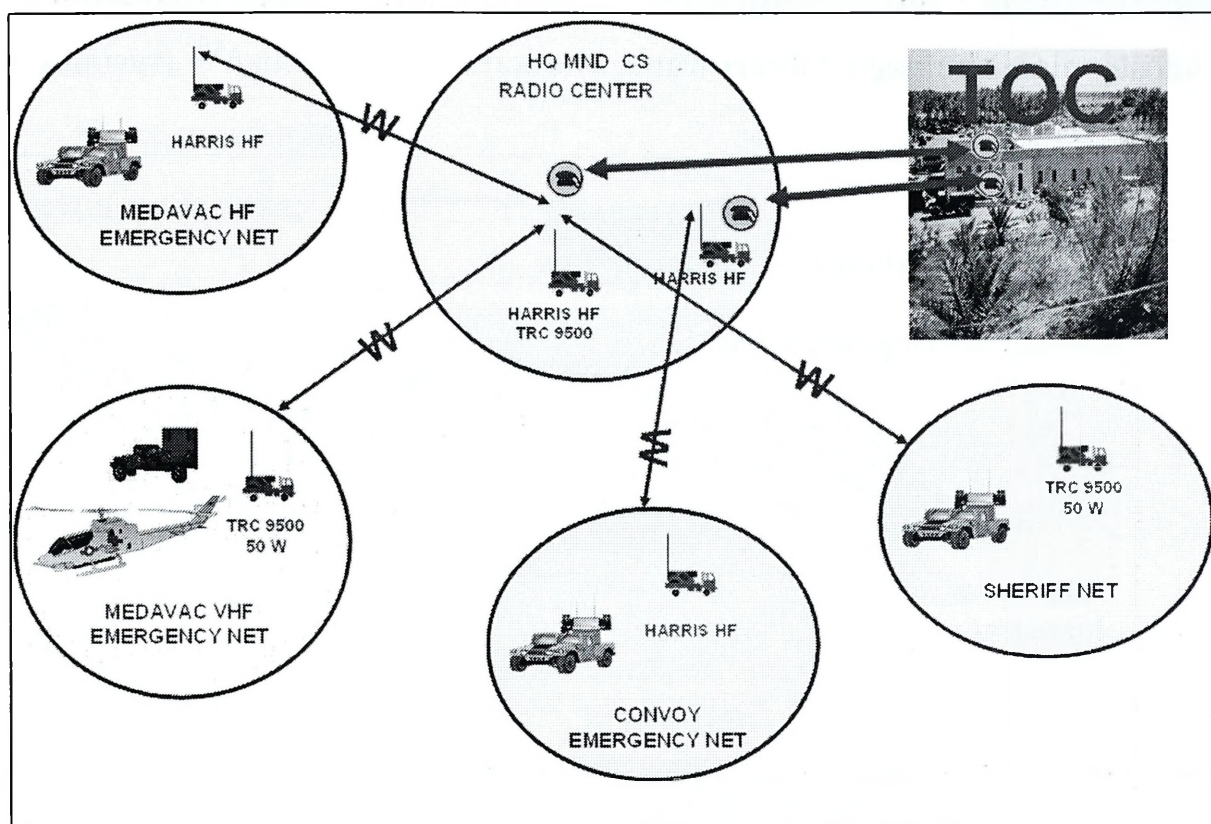 HQ MND CS
RADIO CENTER
TOC
HARRIS HF
MEDAVAC HF
EMERGENCY NET
W
HARRIS HF
HARRIS HF
TRC 9500
W
W
W
TRC 9500
50 W
MEDAVAC VHF
EMERGENCY NET
HARRIS HF
CONVOY
EMERGENCY NET
TRC 9500
50 W
SHERIFF NET